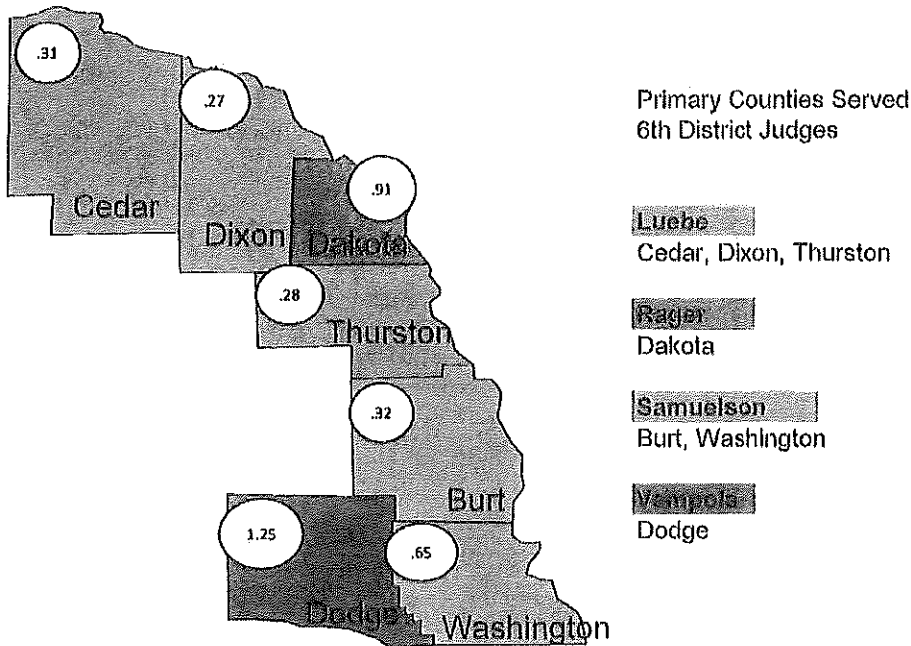 .31
.27
.91
Cedar
Dixon
Dakota
.28
Thurston
.32
Burt
1.25
.65
Dodge
Washington
Primary Counties Served
6th District Judges
Luebe
Cedar, Dixon, Thurston
Rager
Dakota
Samuelson
Burt, Washington
Dodge